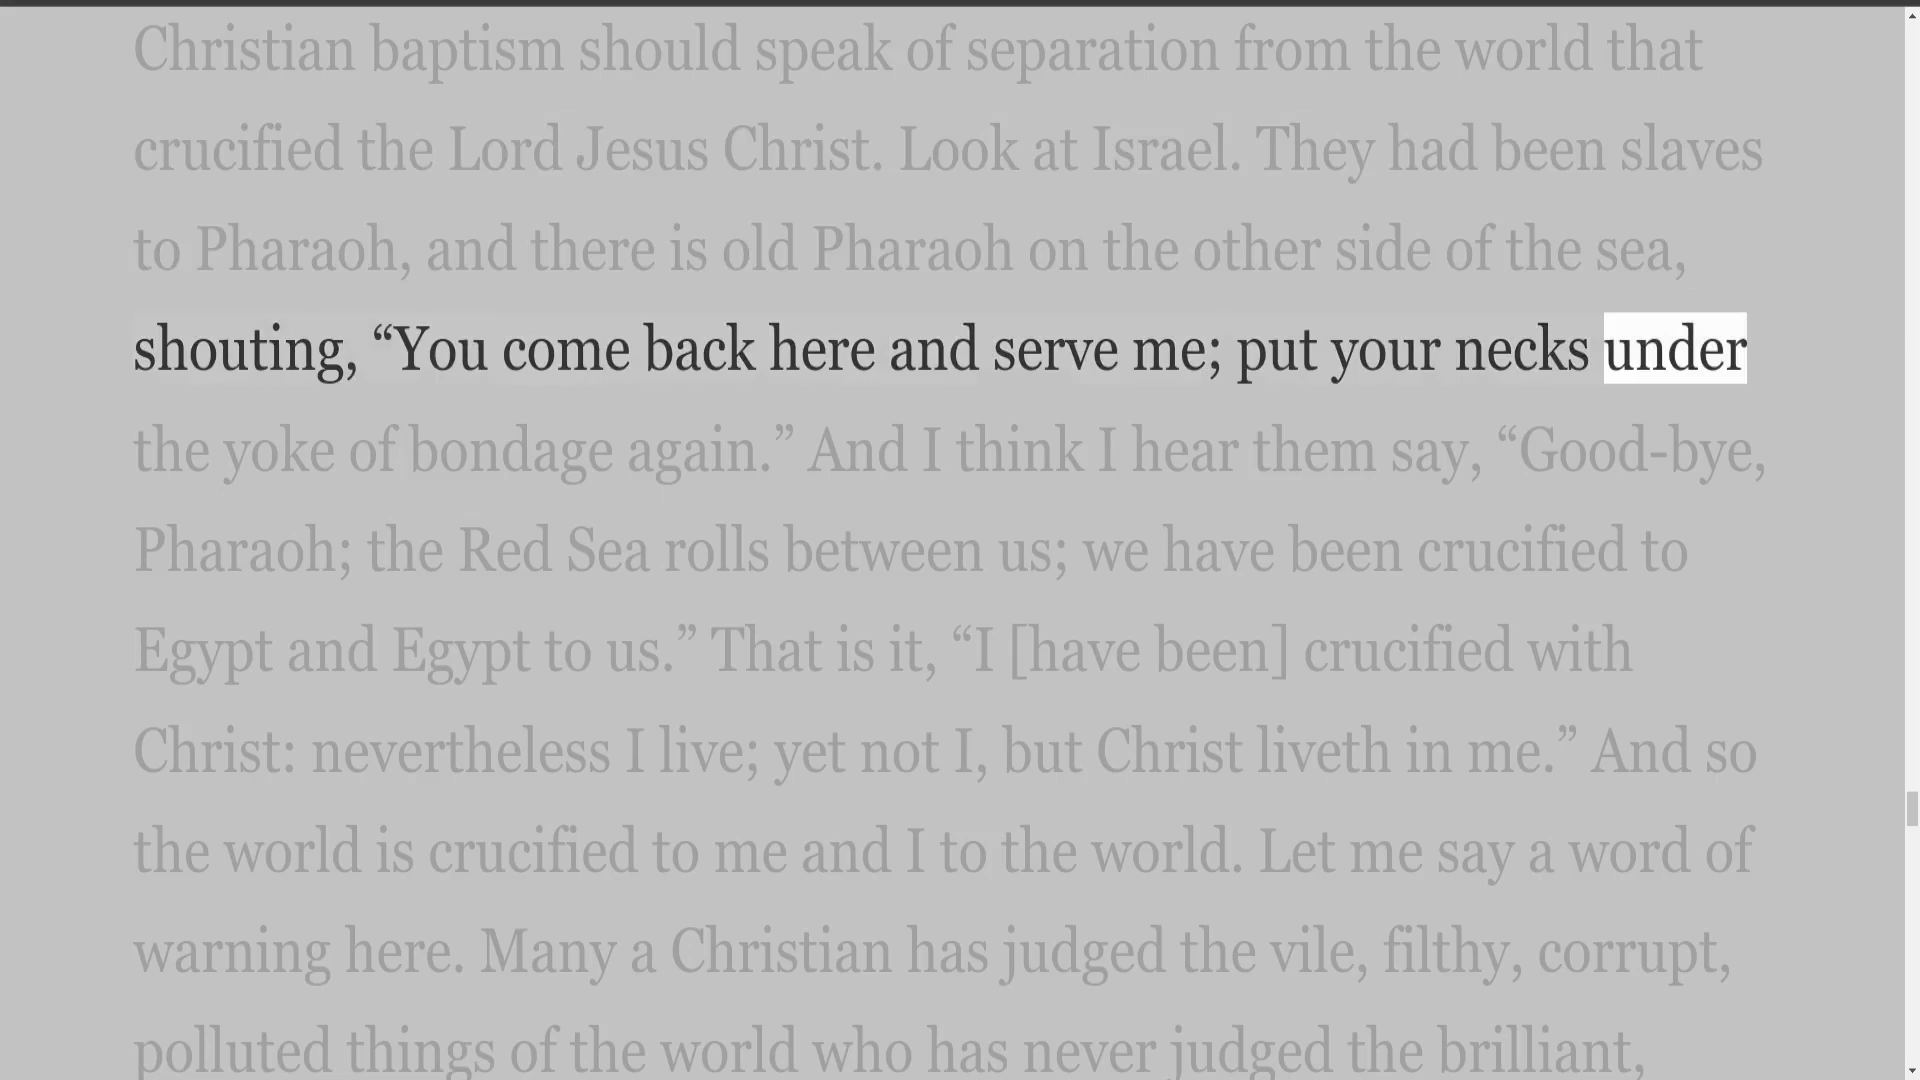 Christian baptism should speak of separation from the world that
crucified the Lord Jesus Christ. Look at Israel. They had been slaves
to Pharaoh, and there is old Pharaoh on the other side of the sea,
shouting, “You come back here and serve me; put your necks under
the yoke of bondage again.” And I think I hear them say, “Good-bye,
Pharaoh; the Red Sea rolls between us; we have been crucified to
Egypt and Egypt to us.” That is it, “I [have been] crucified with
Christ: nevertheless I live; yet not I, but Christ liveth in me.” And so
the world is crucified to me and I to the world. Let me say a word of
warning here. Many a Christian has judged the vile, filthy, corrupt,
polluted things of the world who has never judged the brilliant,